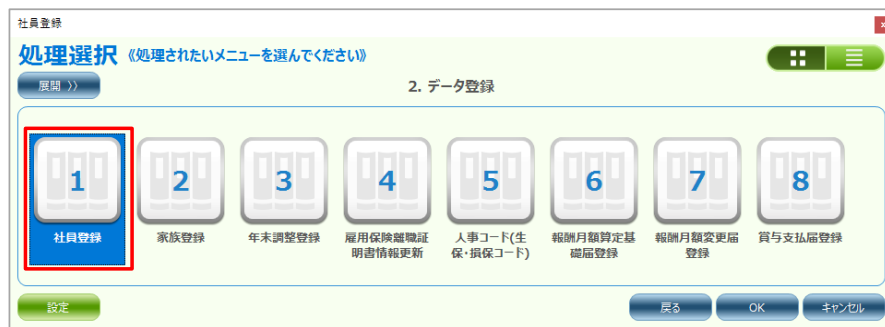 社員登録
x
処理選択 《処理されたいメニューを選んでください》
展開 》
2. データ登録
1
社員登録
2
家族登録
3
年末調整登録
4
雇用保険離職証
明書情報更新
5
人事コード(生
保・損保コード)
6
報酬月額算定基
礎届登録
7
報酬月額変更届
登録
8
賞与支払届登録
設定
戻る
OK
キャンセル